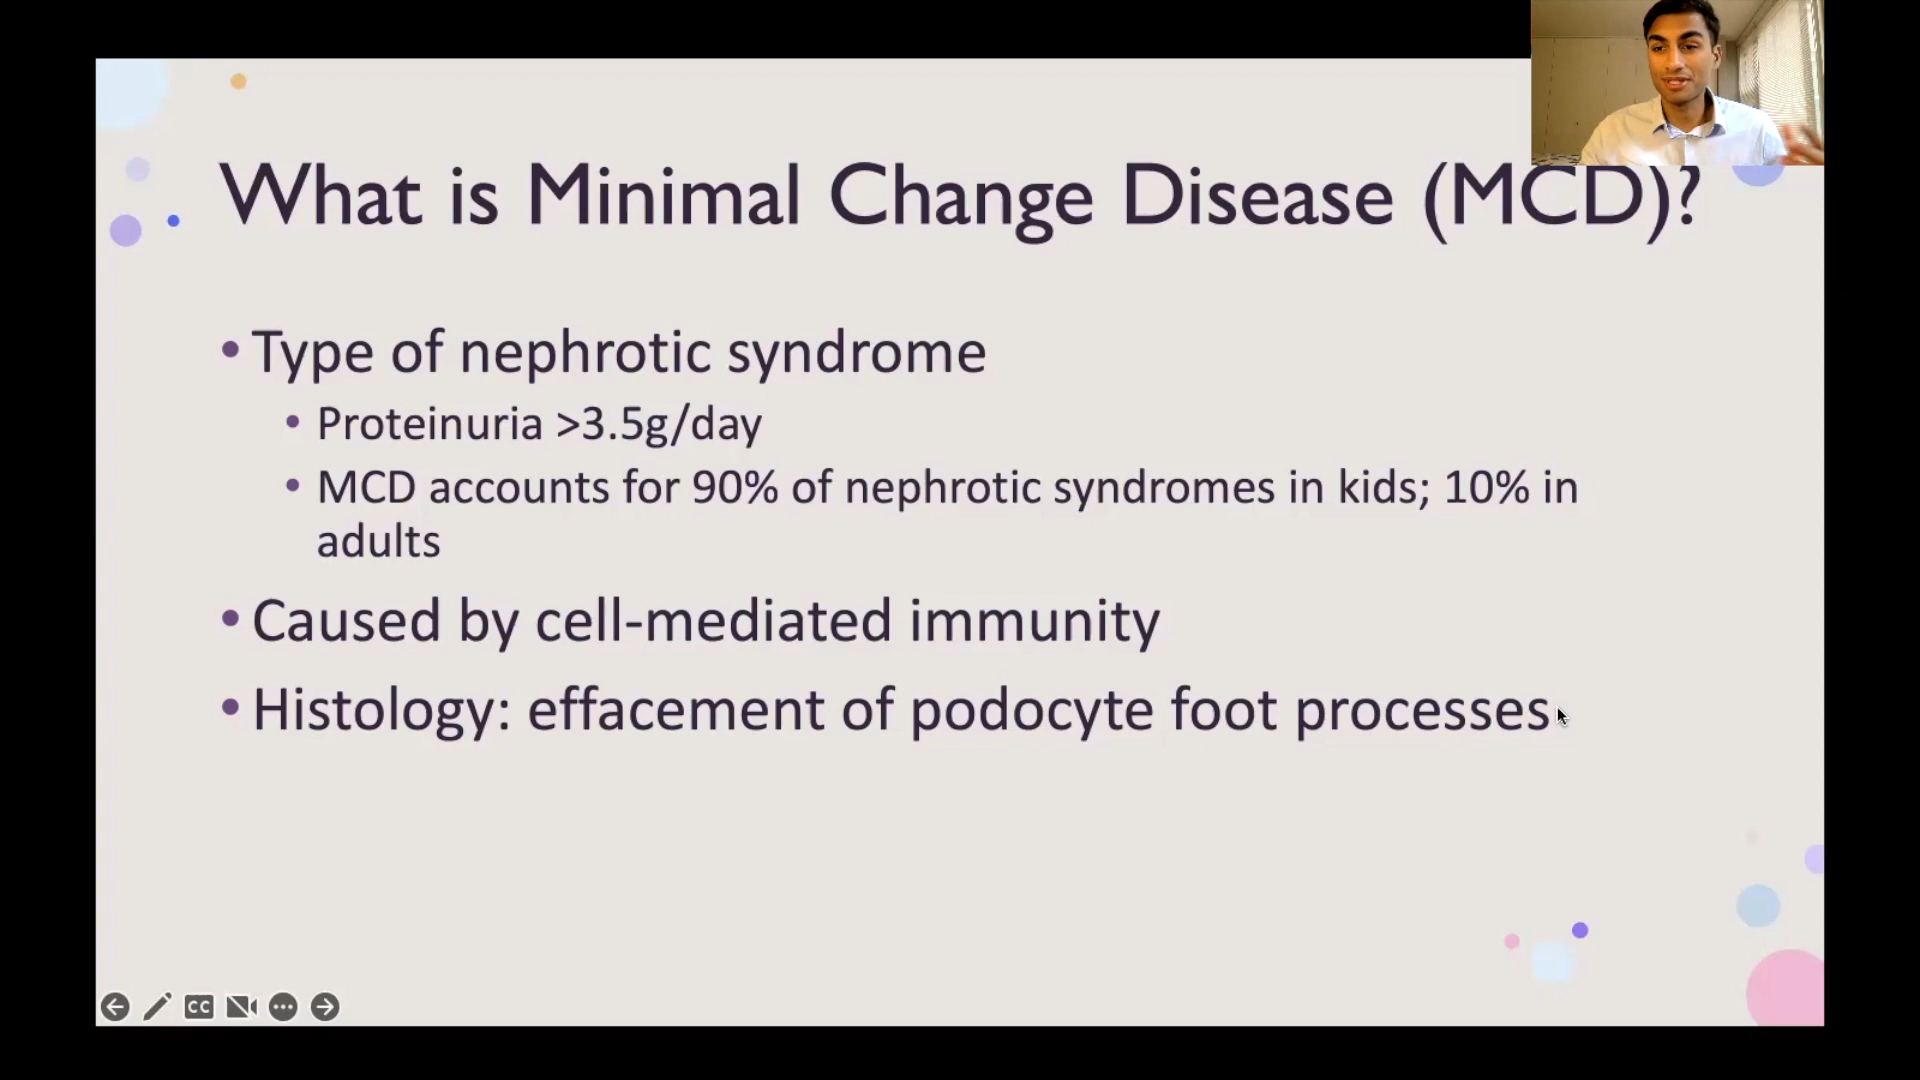 What is Minimal Change Disease (MCD)?
• Type of nephrotic syndrome
• Proteinuria >3.5g/day
• MCD accounts for 90% of nephrotic syndromes in kids; 10% in
adults
• Caused by cell-mediated immunity
• Histology: effacement of podocyte foot processes
CC